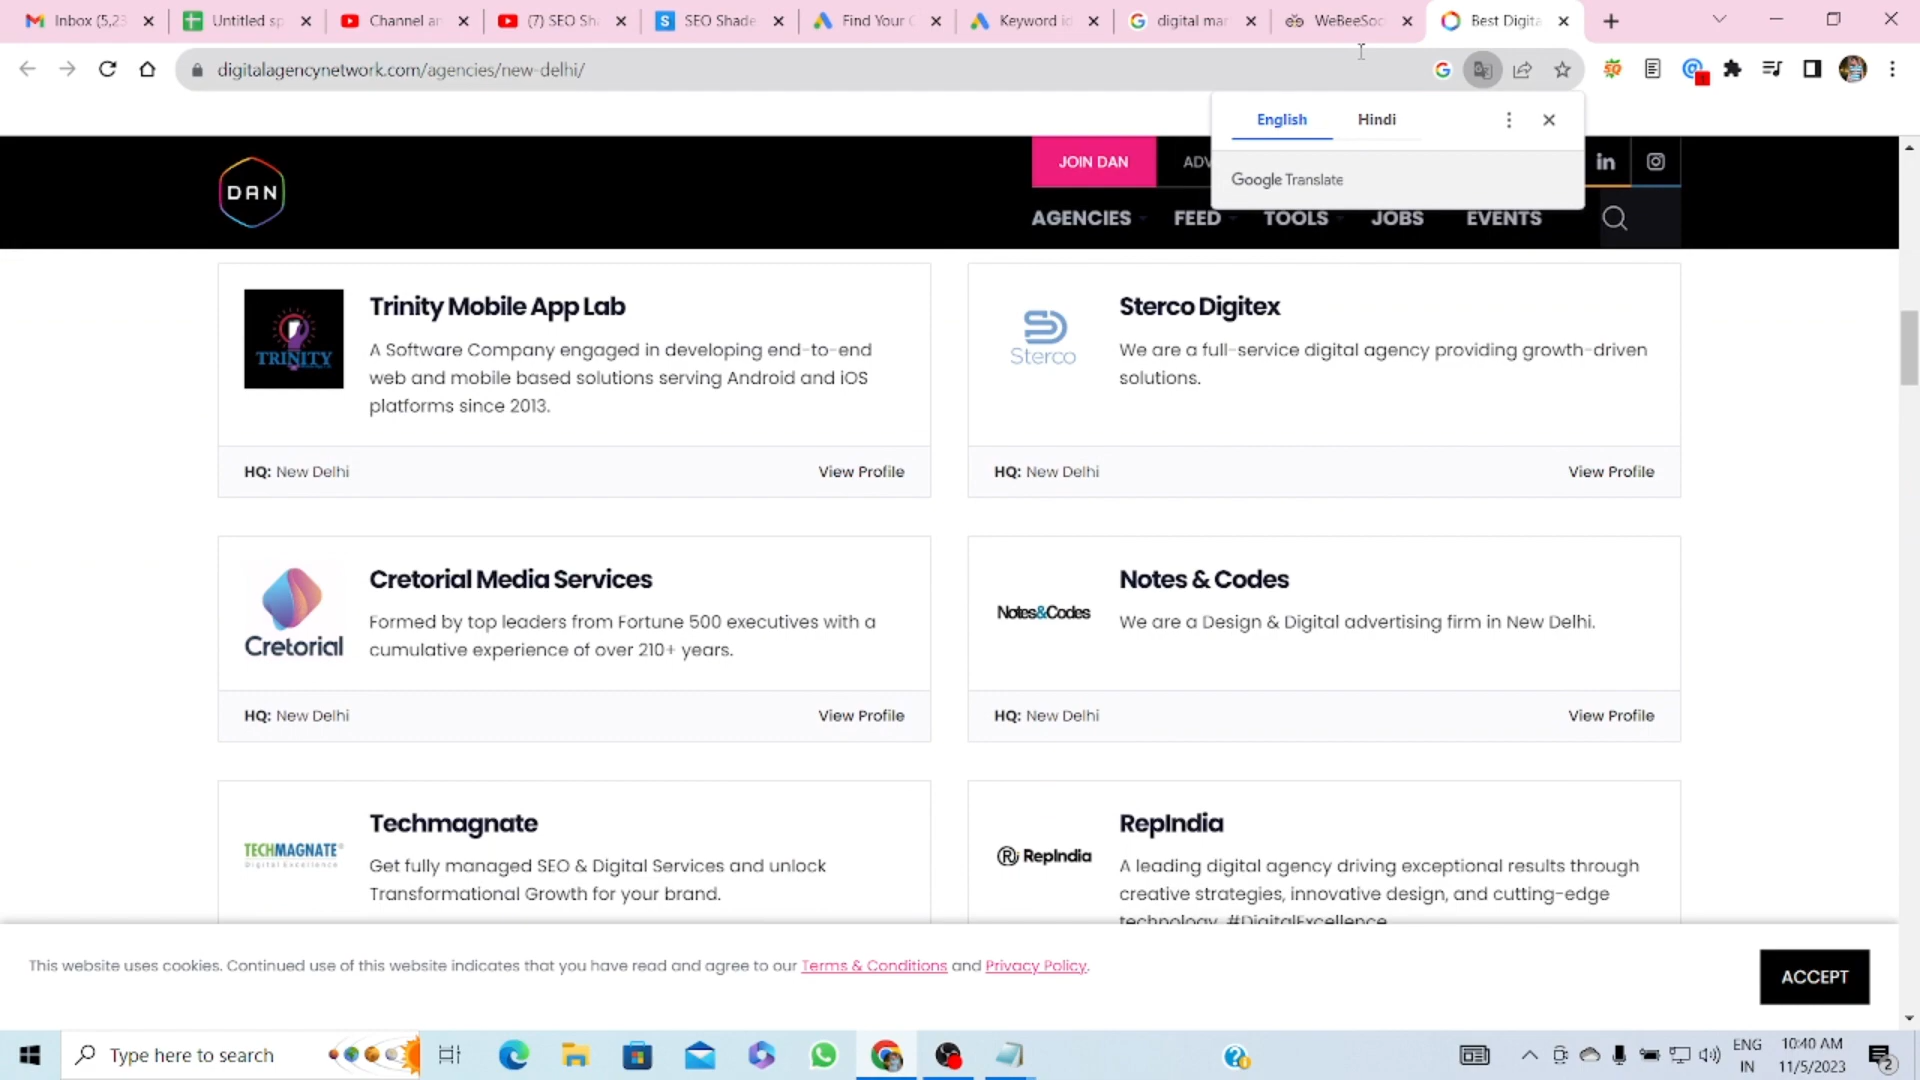 Inbox (5,23
Untitled sp
Channel an
(7) SEO Sh
SEO Shade
Find Your
Keyword id
digital mar
WeBeeSoc
Best Digita
digitalagencynetwork.com/agencies/new-delhi/
English
Hindi
Google Translate
DAN
JOIN DAN
in
AGENCIES
FEED
TOOLS
JOBS
EVENTS
TRINITY
Trinity Mobile App Lab
A Software Company engaged in developing end-to-end
web and mobile based solutions serving Android and iOS
platforms since 2013.
HQ: New Delhi
View Profile
Sterco
Sterco Digitex
We are a full-service digital agency providing growth-driven
solutions.
HQ: New Delhi
View Profile
Cretorial
Cretorial Media Services
Formed by top leaders from Fortune 500 executives with a
cumulative experience of over 210+ years.
HQ: New Delhi
View Profile
Notes&Codes
Notes & Codes
We are a Design & Digital advertising firm in New Delhi.
HQ: New Delhi
View Profile
TECHMAGNATE
Digital Excellence
Techmagnate
Get fully managed SEO & Digital Services and unlock
Transformational Growth for your brand.
RepIndia
RepIndia
A leading digital agency driving exceptional results through
creative strategies, innovative design, and cutting-edge
technology. #DigitalExcellence
This website uses cookies. Continued use of this website indicates that you have read and agree to our Terms & Conditions and Privacy Policy.
ACCEPT
Type here to search
ENG
IN
10:40 AM
11/5/2023
2